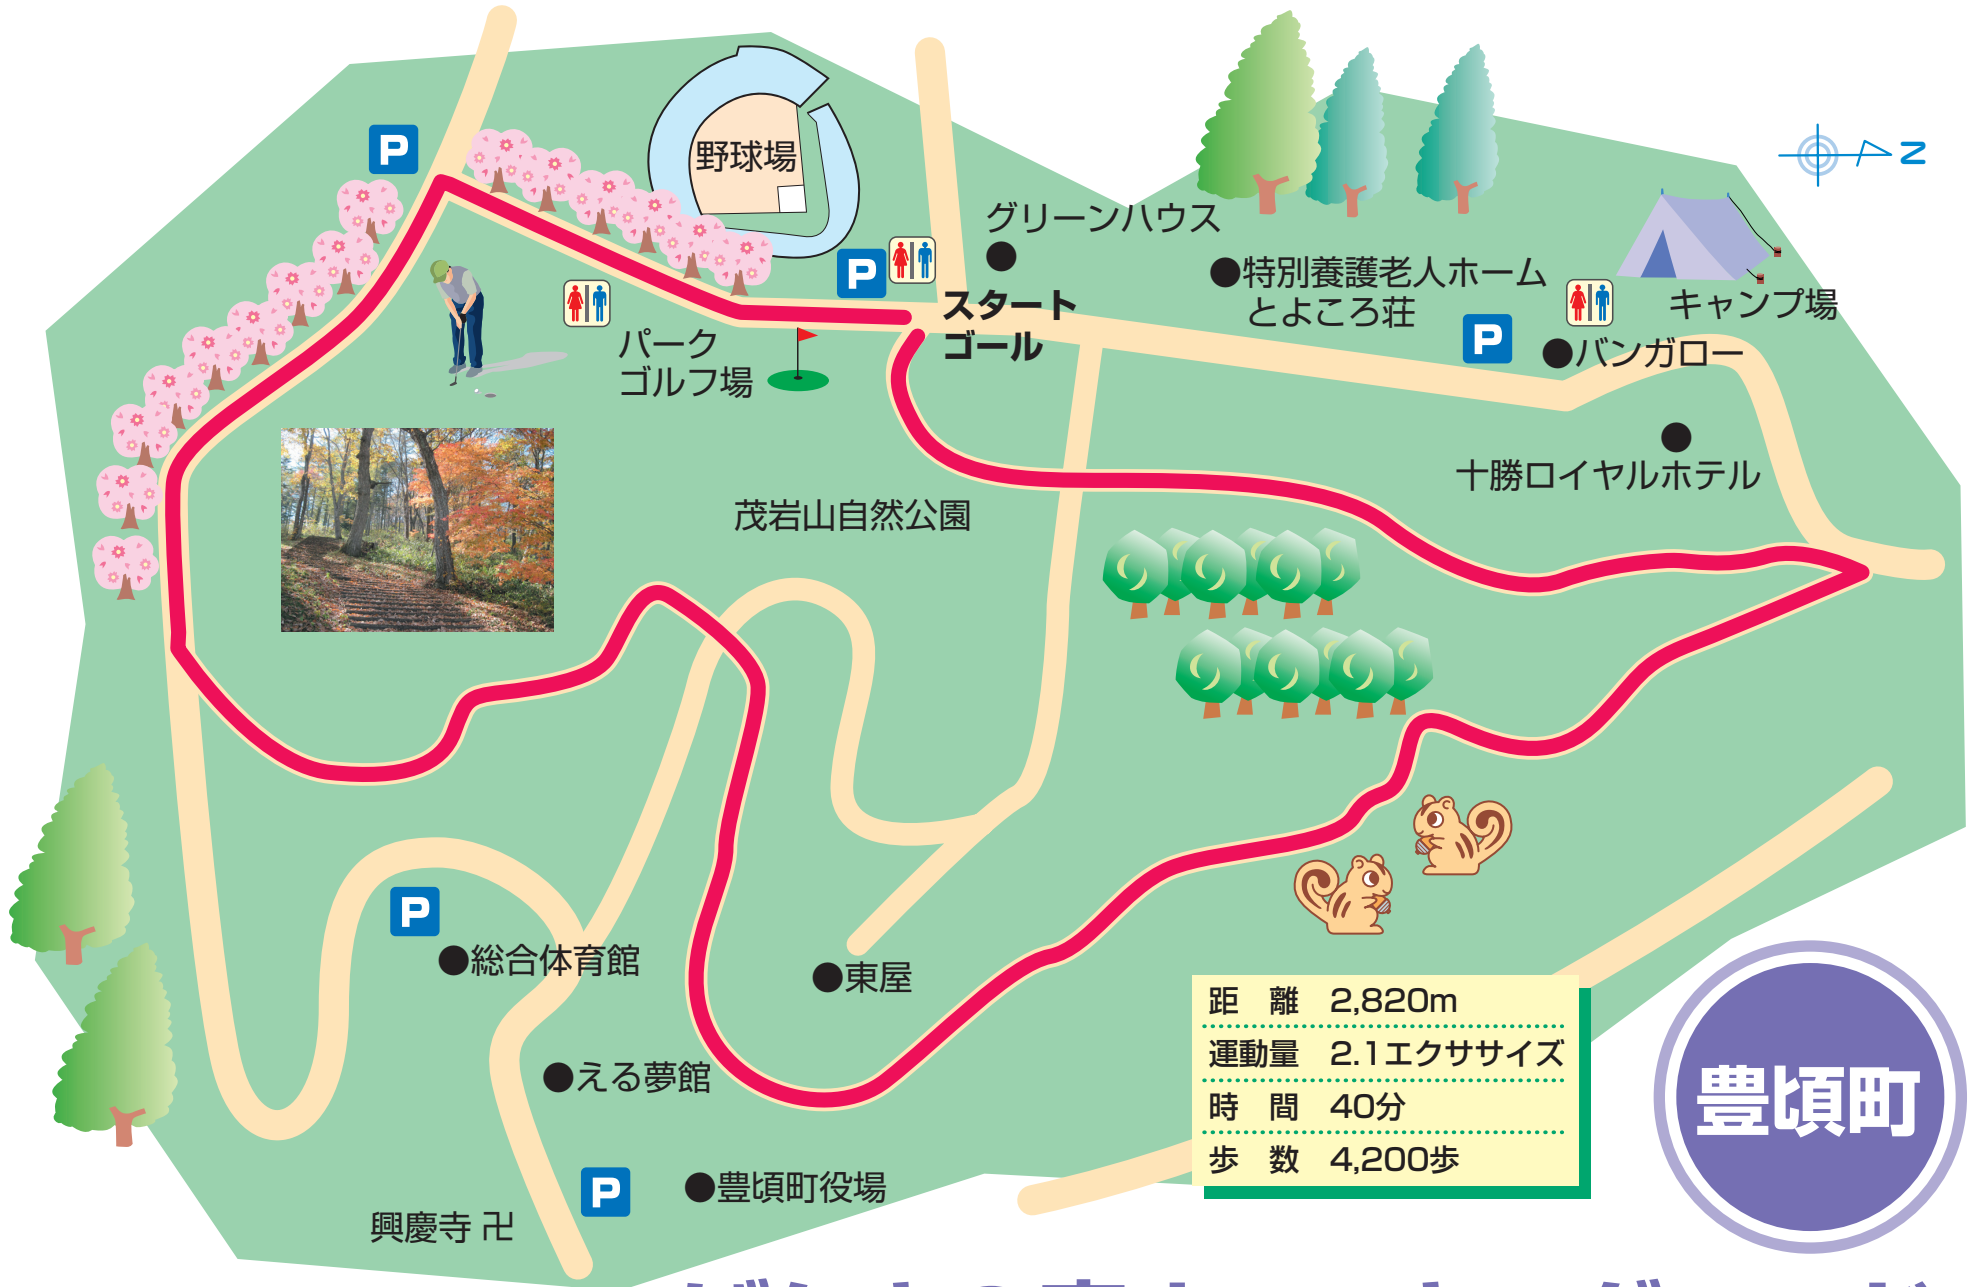 P
野球場
グリーンハウス
P
スタート
ゴール
●特別養護老人ホーム
とよころ荘
N
キャンプ場
P
●バンガロー
パーク
ゴルフ場
十勝ロイヤルホテル
茂岩山自然公園
P
●総合体育館
●東屋
●える夢館
P
●豊頃町役場
興慶寺 卍
距　離　2,820m
運動量　2.1エクササイズ
時　間　40分
歩　数　4,200歩
豊頃町